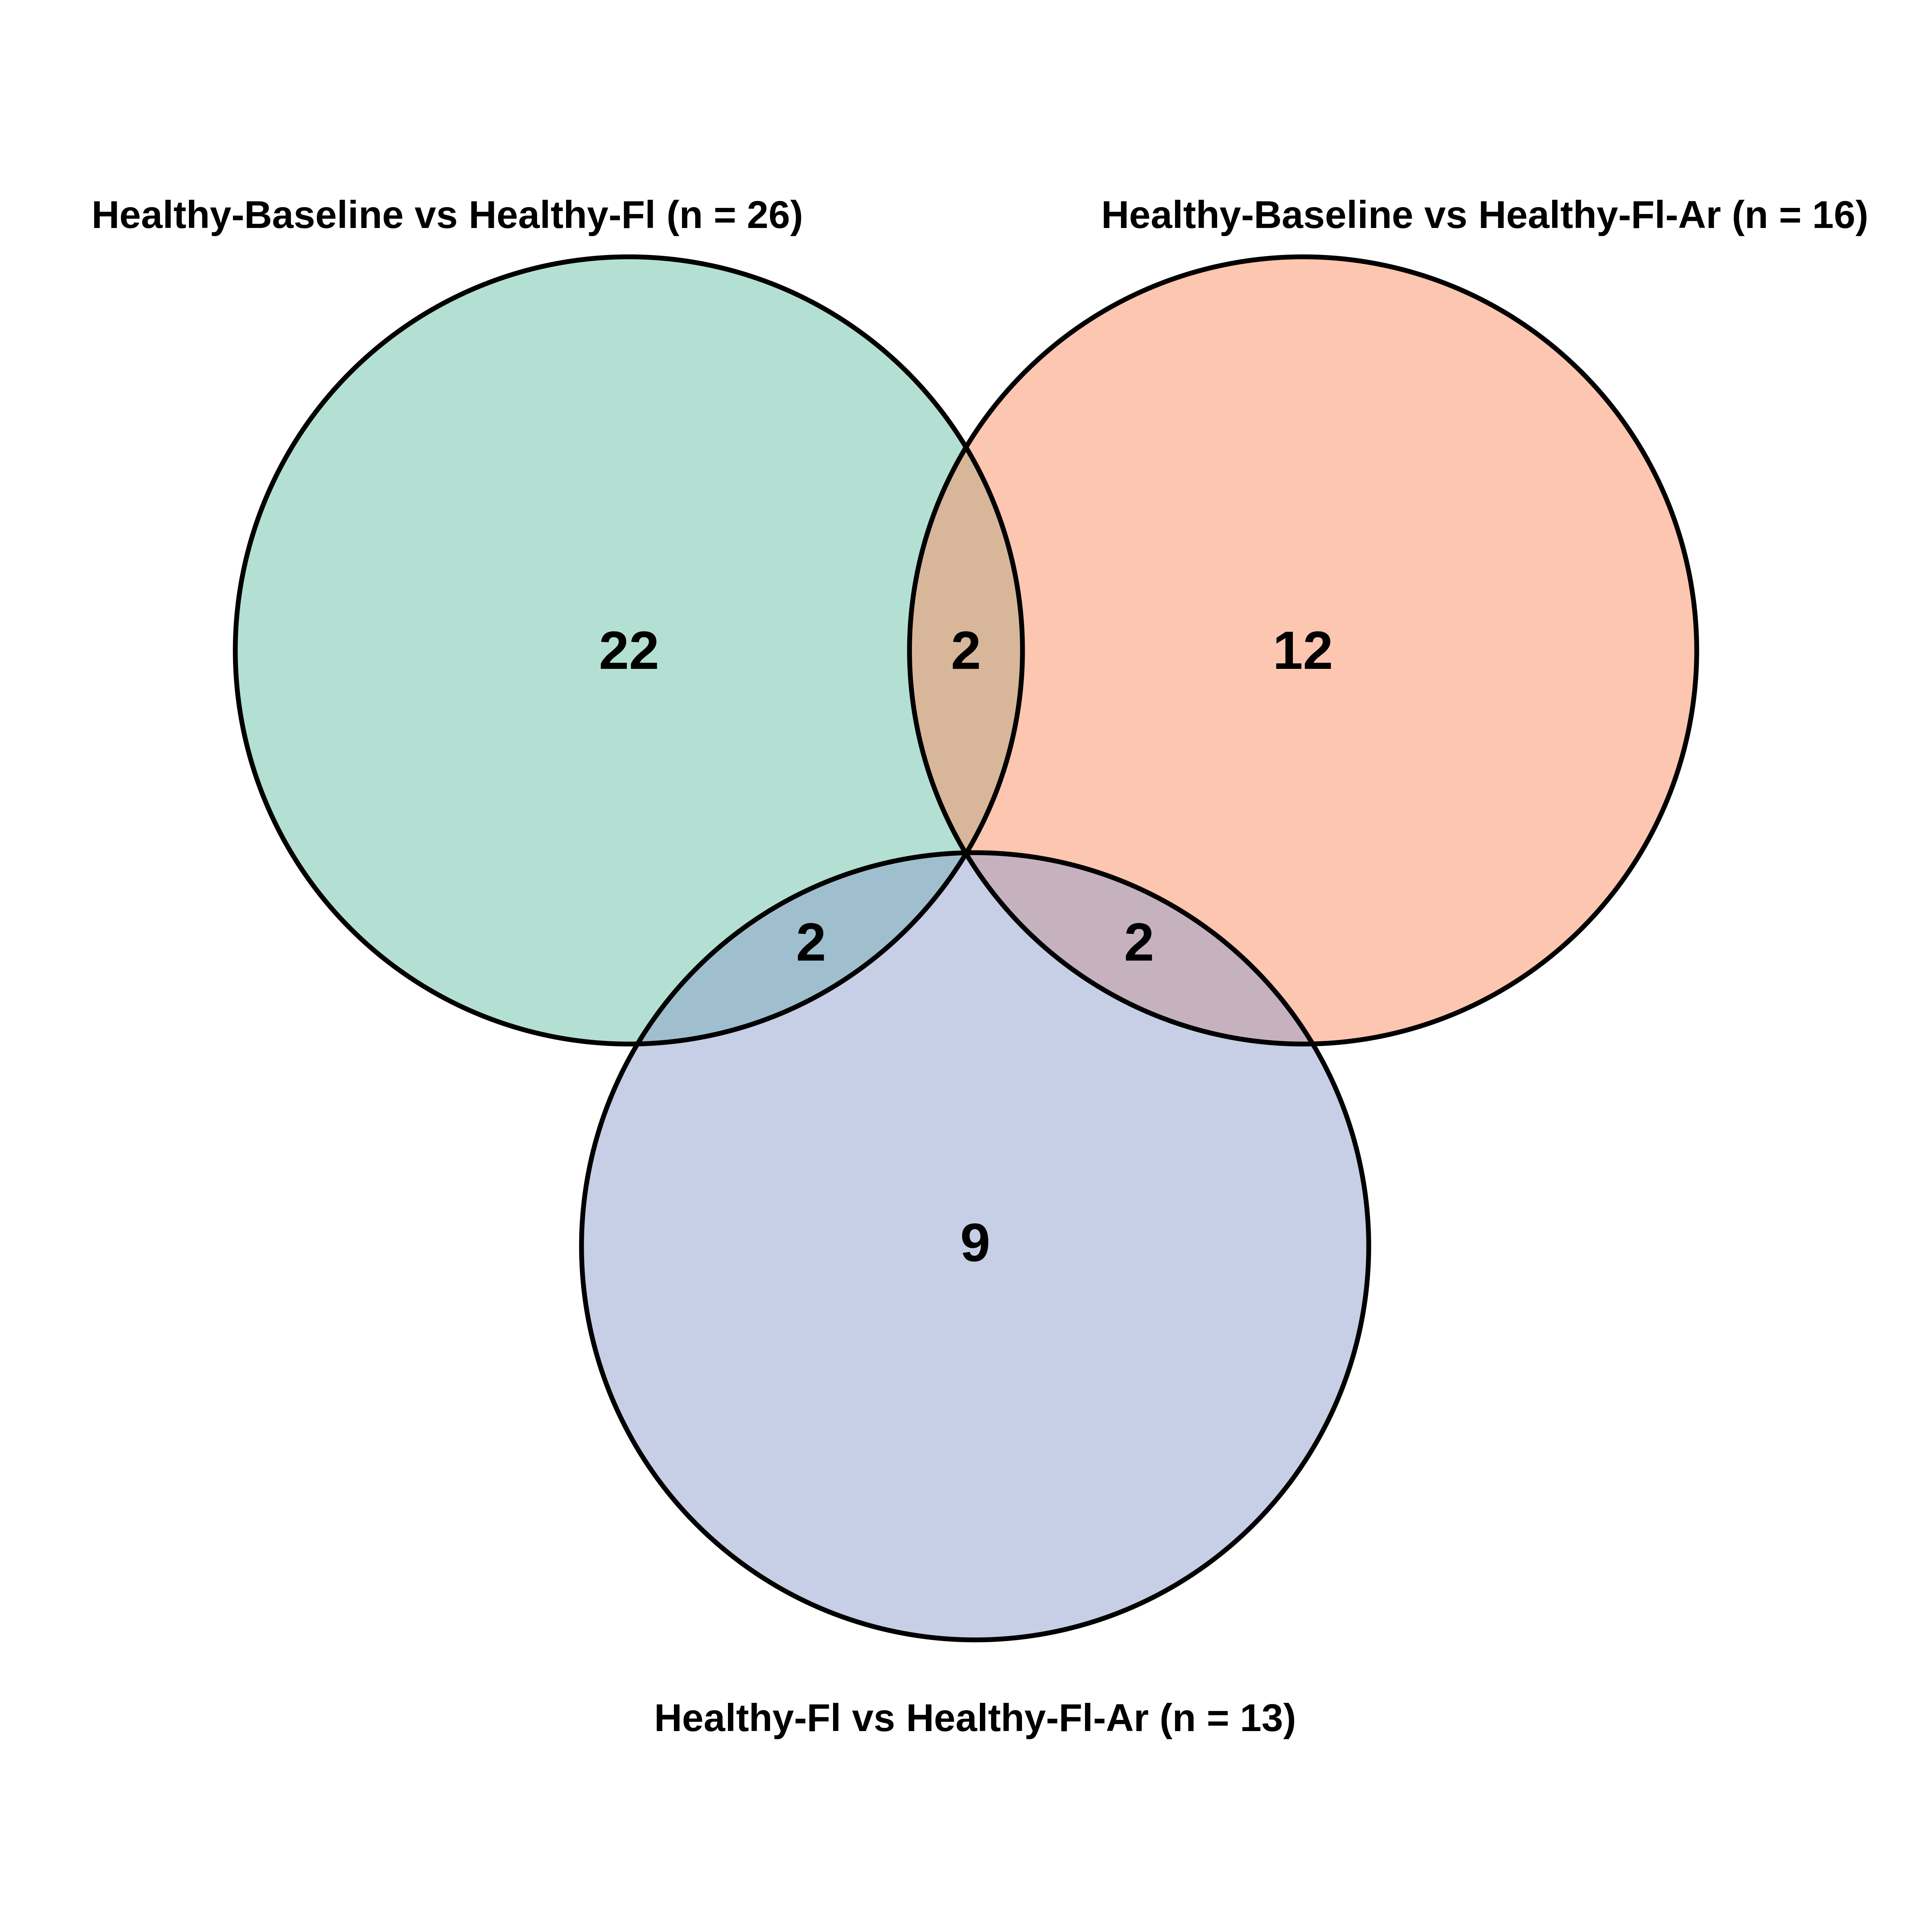 Healthy-Baseline vs Healthy-Fl (n = 26)
Healthy-Baseline vs Healthy-Fl-Ar (n = 16)
22
2
12
2
2
9
Healthy-Fl vs Healthy-Fl-Ar (n = 13)